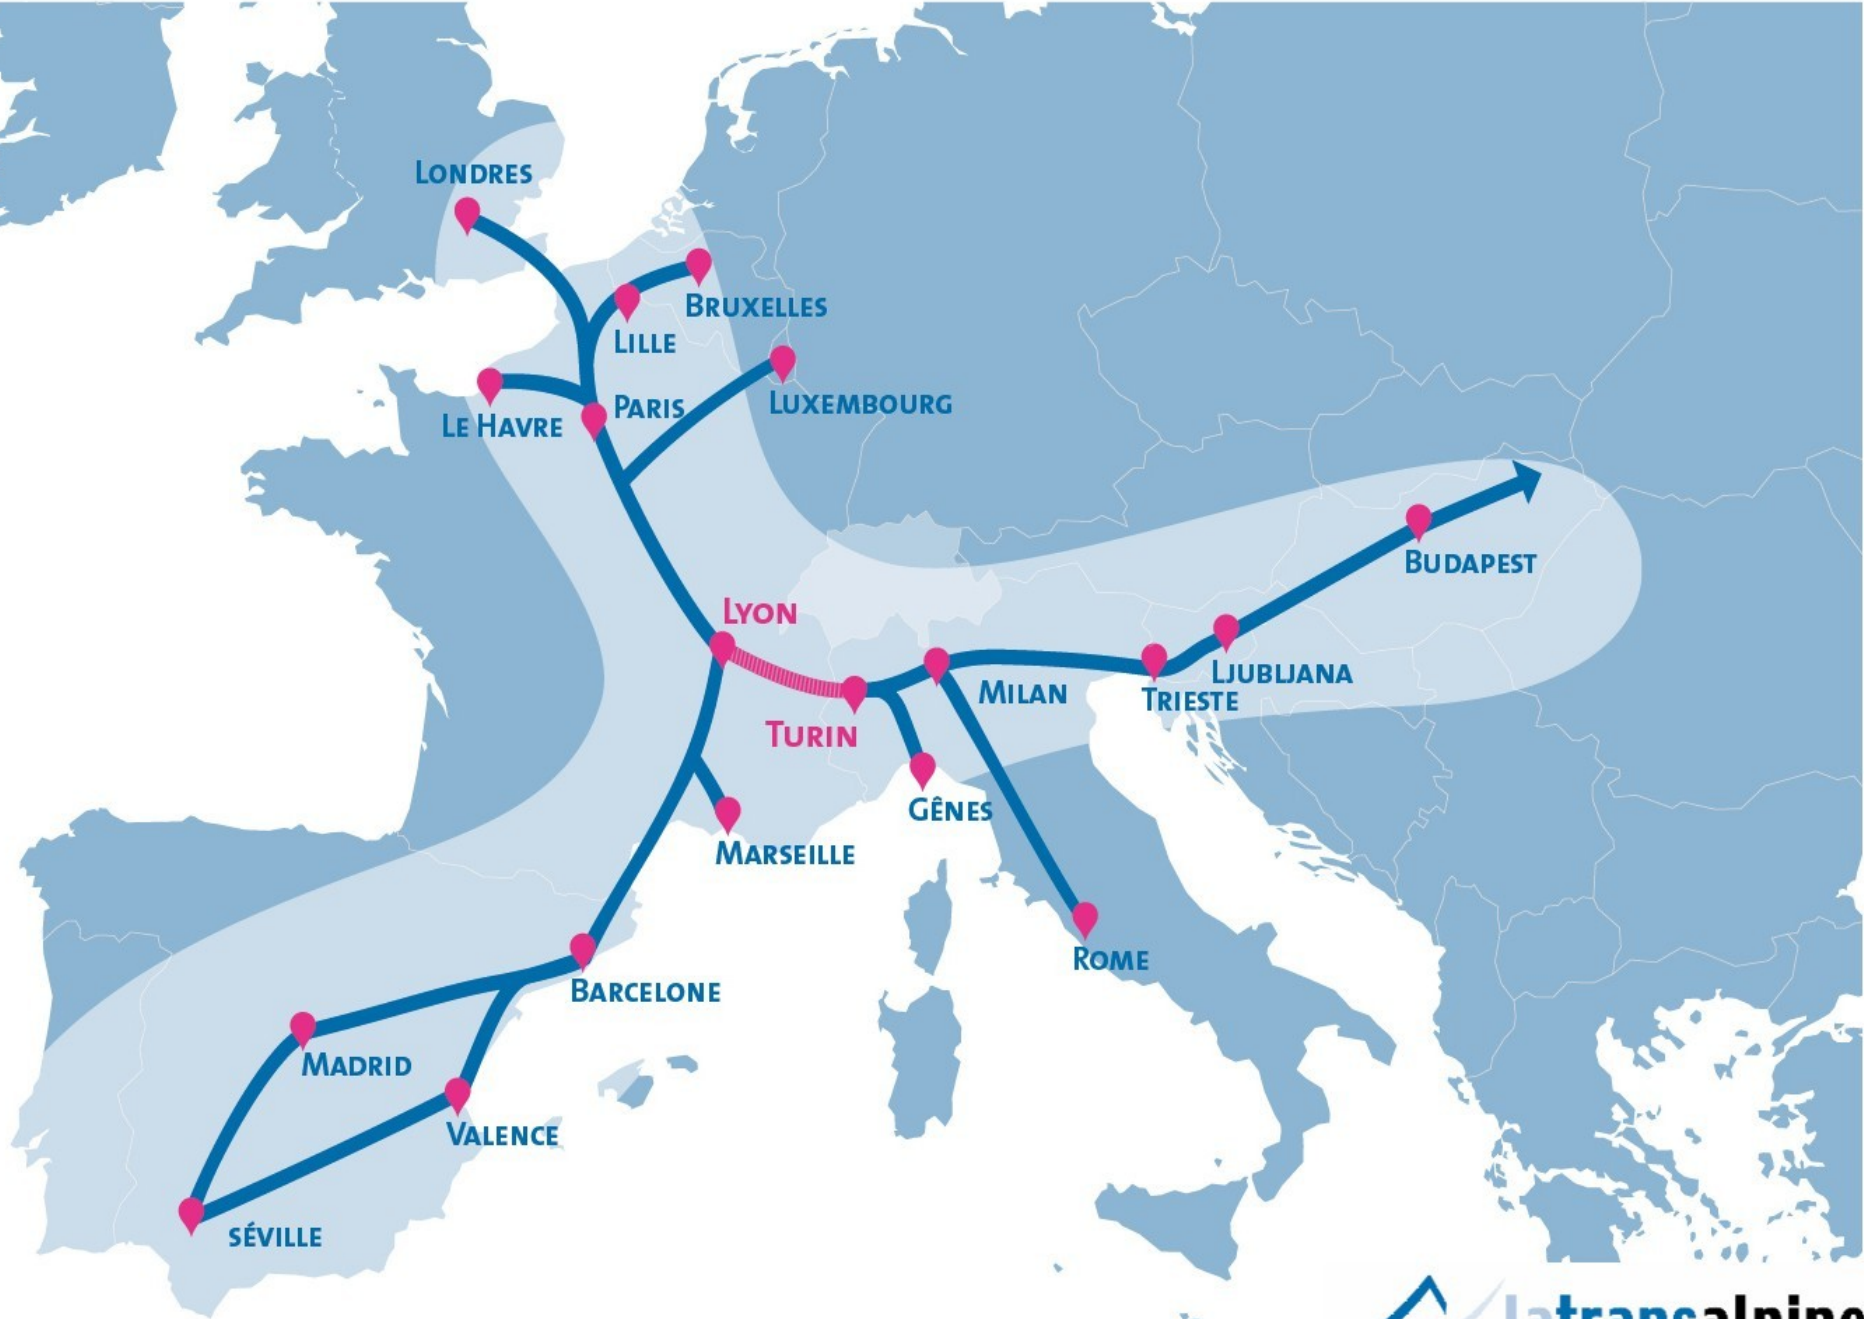 LONDRES
BRUXELLES
LILLE
LUXEMBOURG
PARIS
LE HAVRE
BUDAPEST
LYON
LJUBLJANA
MILAN
TRIESTE
TURIN
GÊNES
MARSEILLE
ROME
BARCELONE
MADRID
VALENCE
SÉVILLE
latransalpine